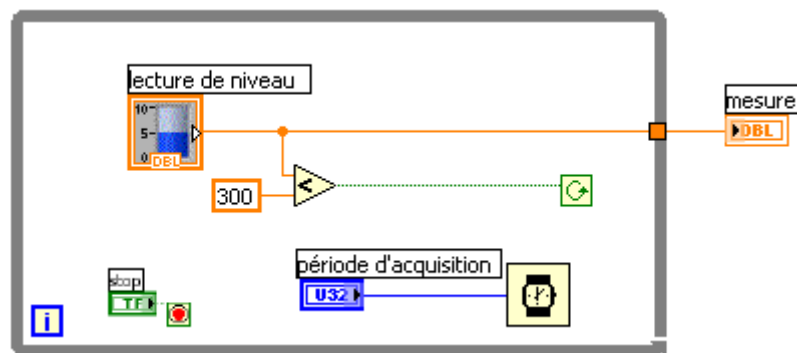 lecture de niveau
10-
5-
0
DBL
mesure
DBL
<
300
période d'acquisition
U32
stop
TF
i